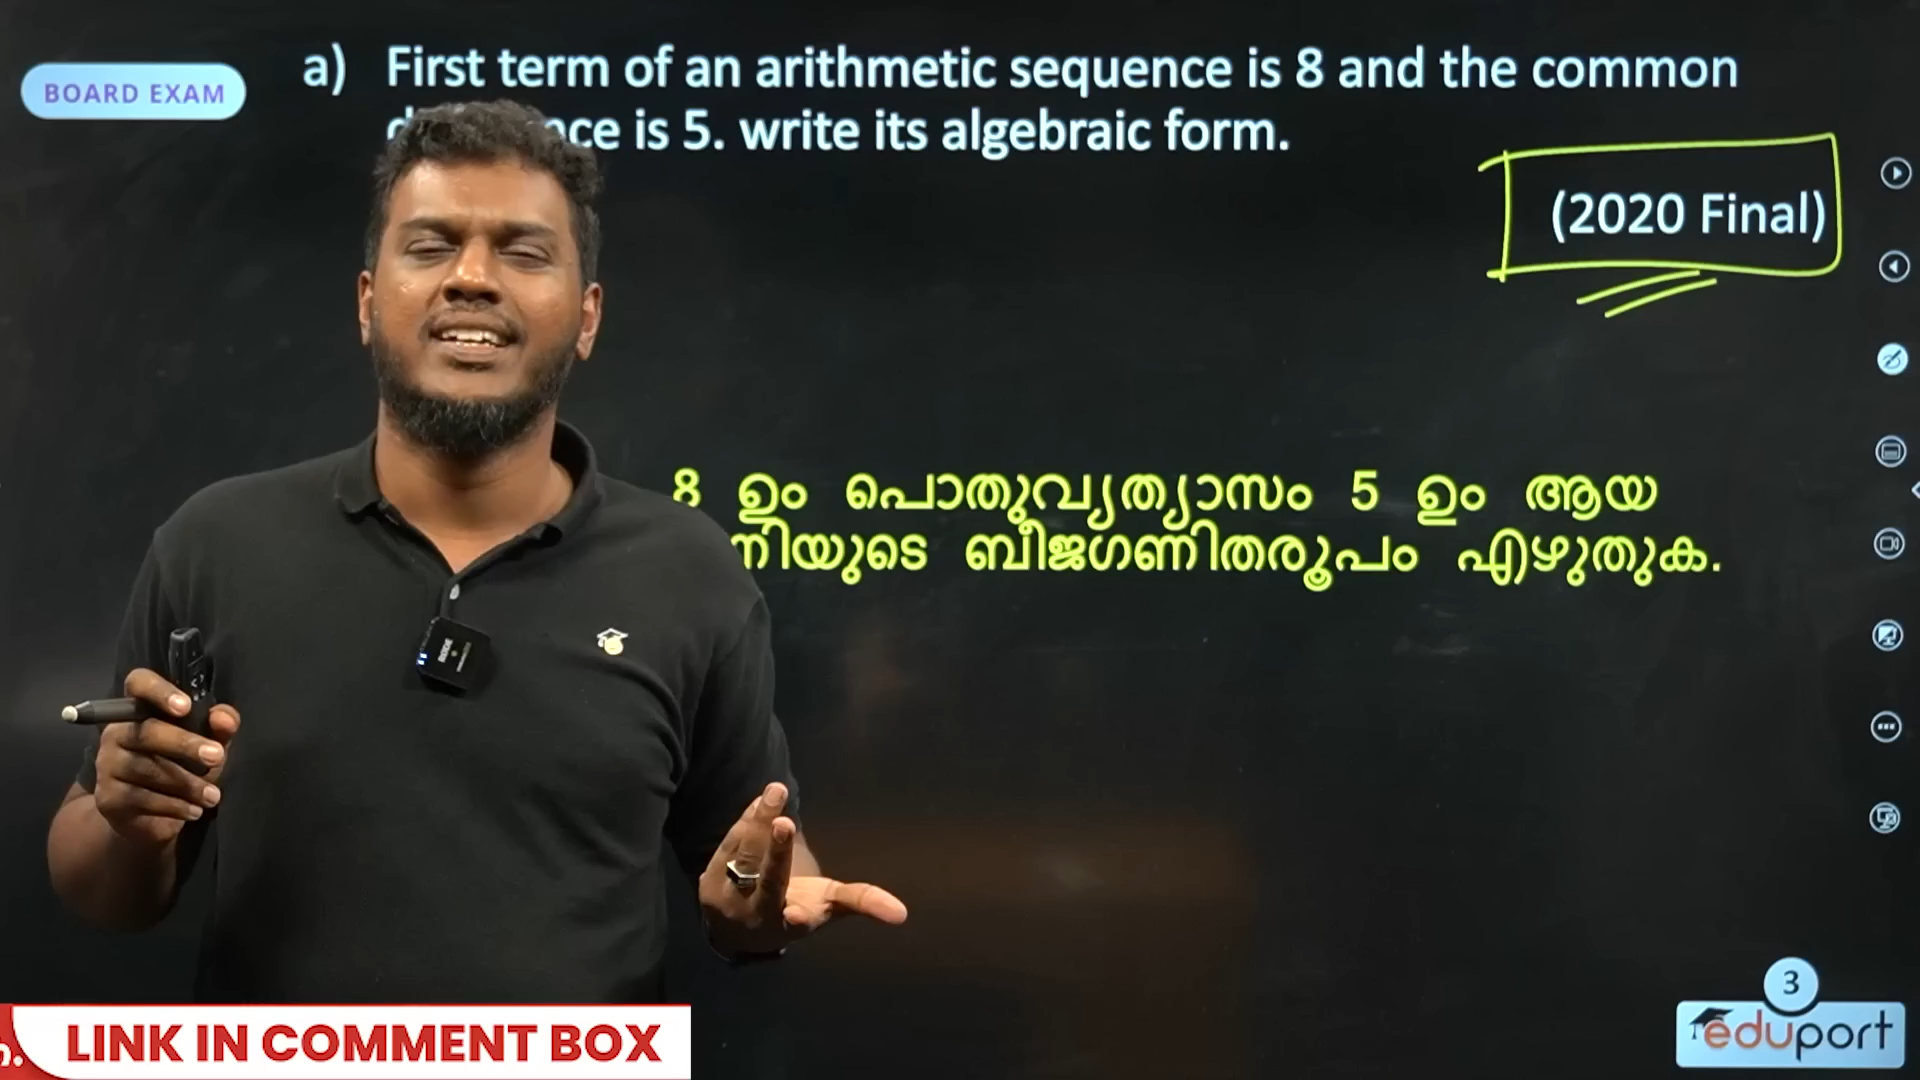 BOARD EXAM
a) First term of an arithmetic sequence is 8 and the common
is 5. write its algebraic form.
(2020 Final)
8 ഉം പൊതുവ്യത്യാസം 5 ഉം ആയ
ബീജഗണിതരൂപം എഴുതുക.
3
eduport
LINK IN COMMENT BOX